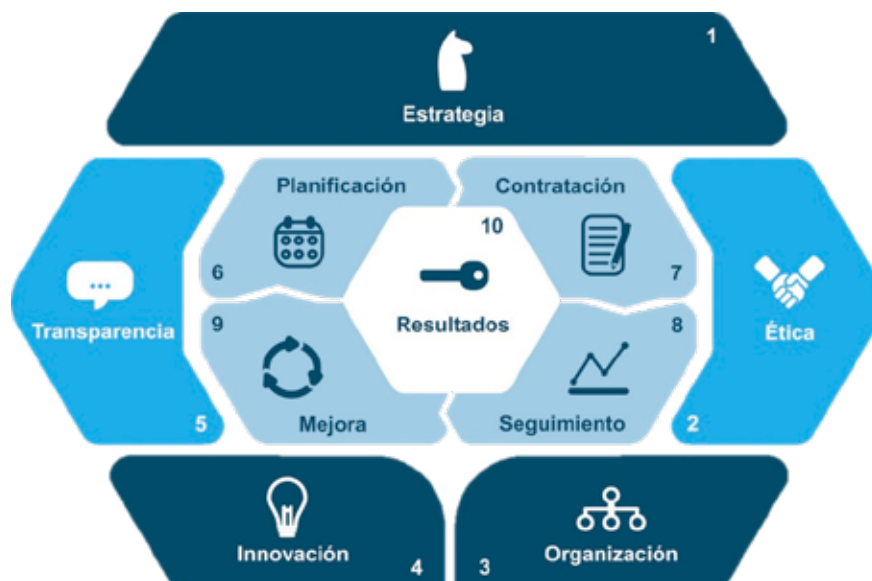 1
Estrategia
Planificación
Contratación
10
6
7
Transparencia
Resultados
Ética
9
8
Mejora
Seguimiento
5
2
Innovación
4
3
Organización